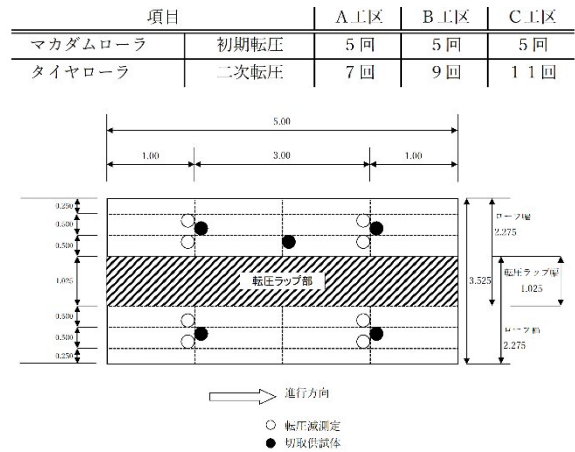 項目 A工区 B工区 C工区
マカダムローラ 初期転圧 5回 5回 5回
タイヤローラ 二次転圧 7回 9回 11回
5.00
1.00 3.00 1.00
0.250
0.500
0.500
1.025
0.500
0.500
0.250
転圧ラップ部
3.525
2.275
転圧ラップ幅
1.025
2.275
進行方向
転圧減測定
切取供試体